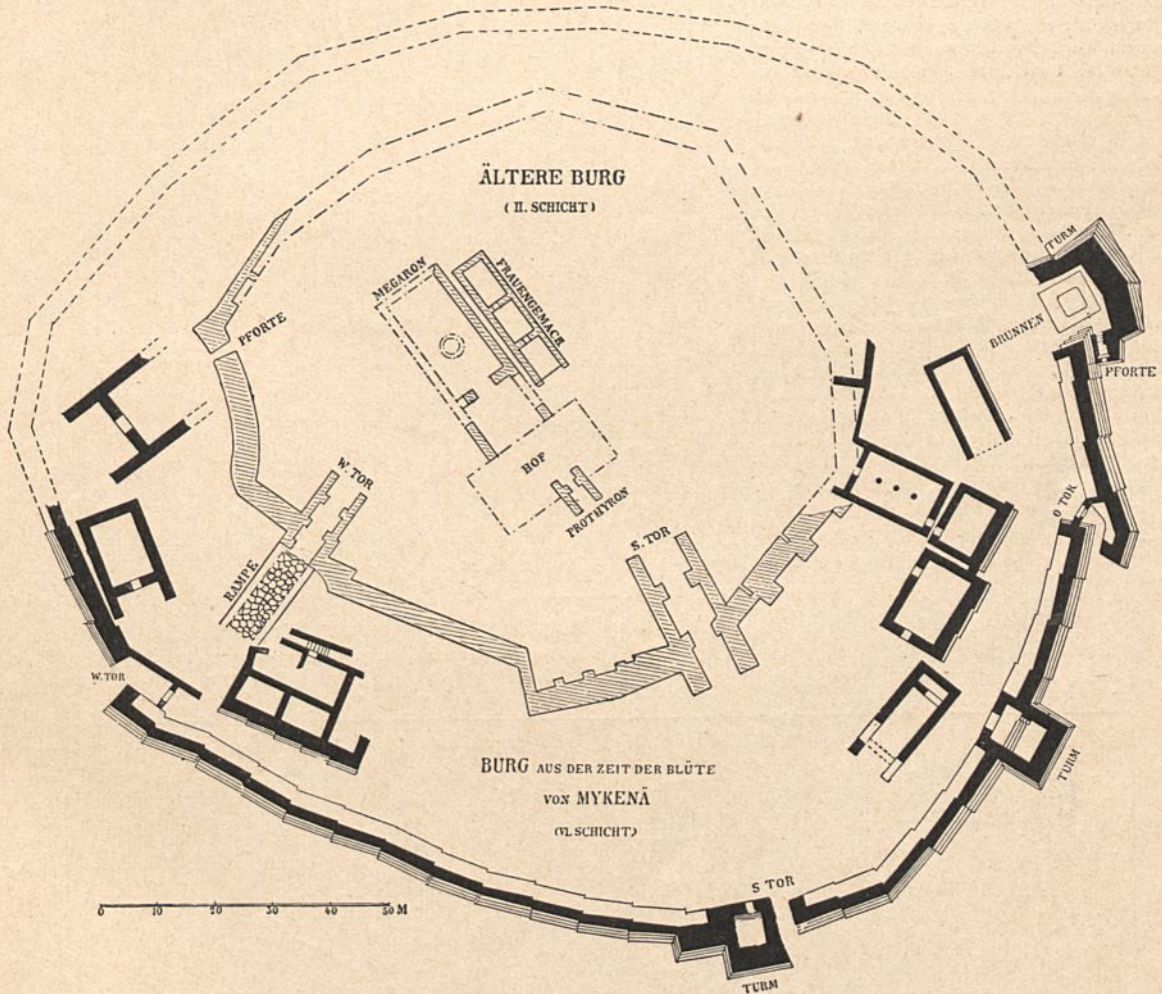 ÄLTERE BURG
(II. SCHICHT)
TURM
MEGARON
FRAUENGEMACH
BRUNNEN
PFORTE
PFORTE
HOF
W. TOR
PROTHYRON
O TOR
S. TOR
RAMPE
W. TOR
TURM
BURG AUS DER ZEIT DER BLÜTE
VON MYKENÄ
(VI. SCHICHT)
S TOR
0 10 20 30 40 50 M
TURM